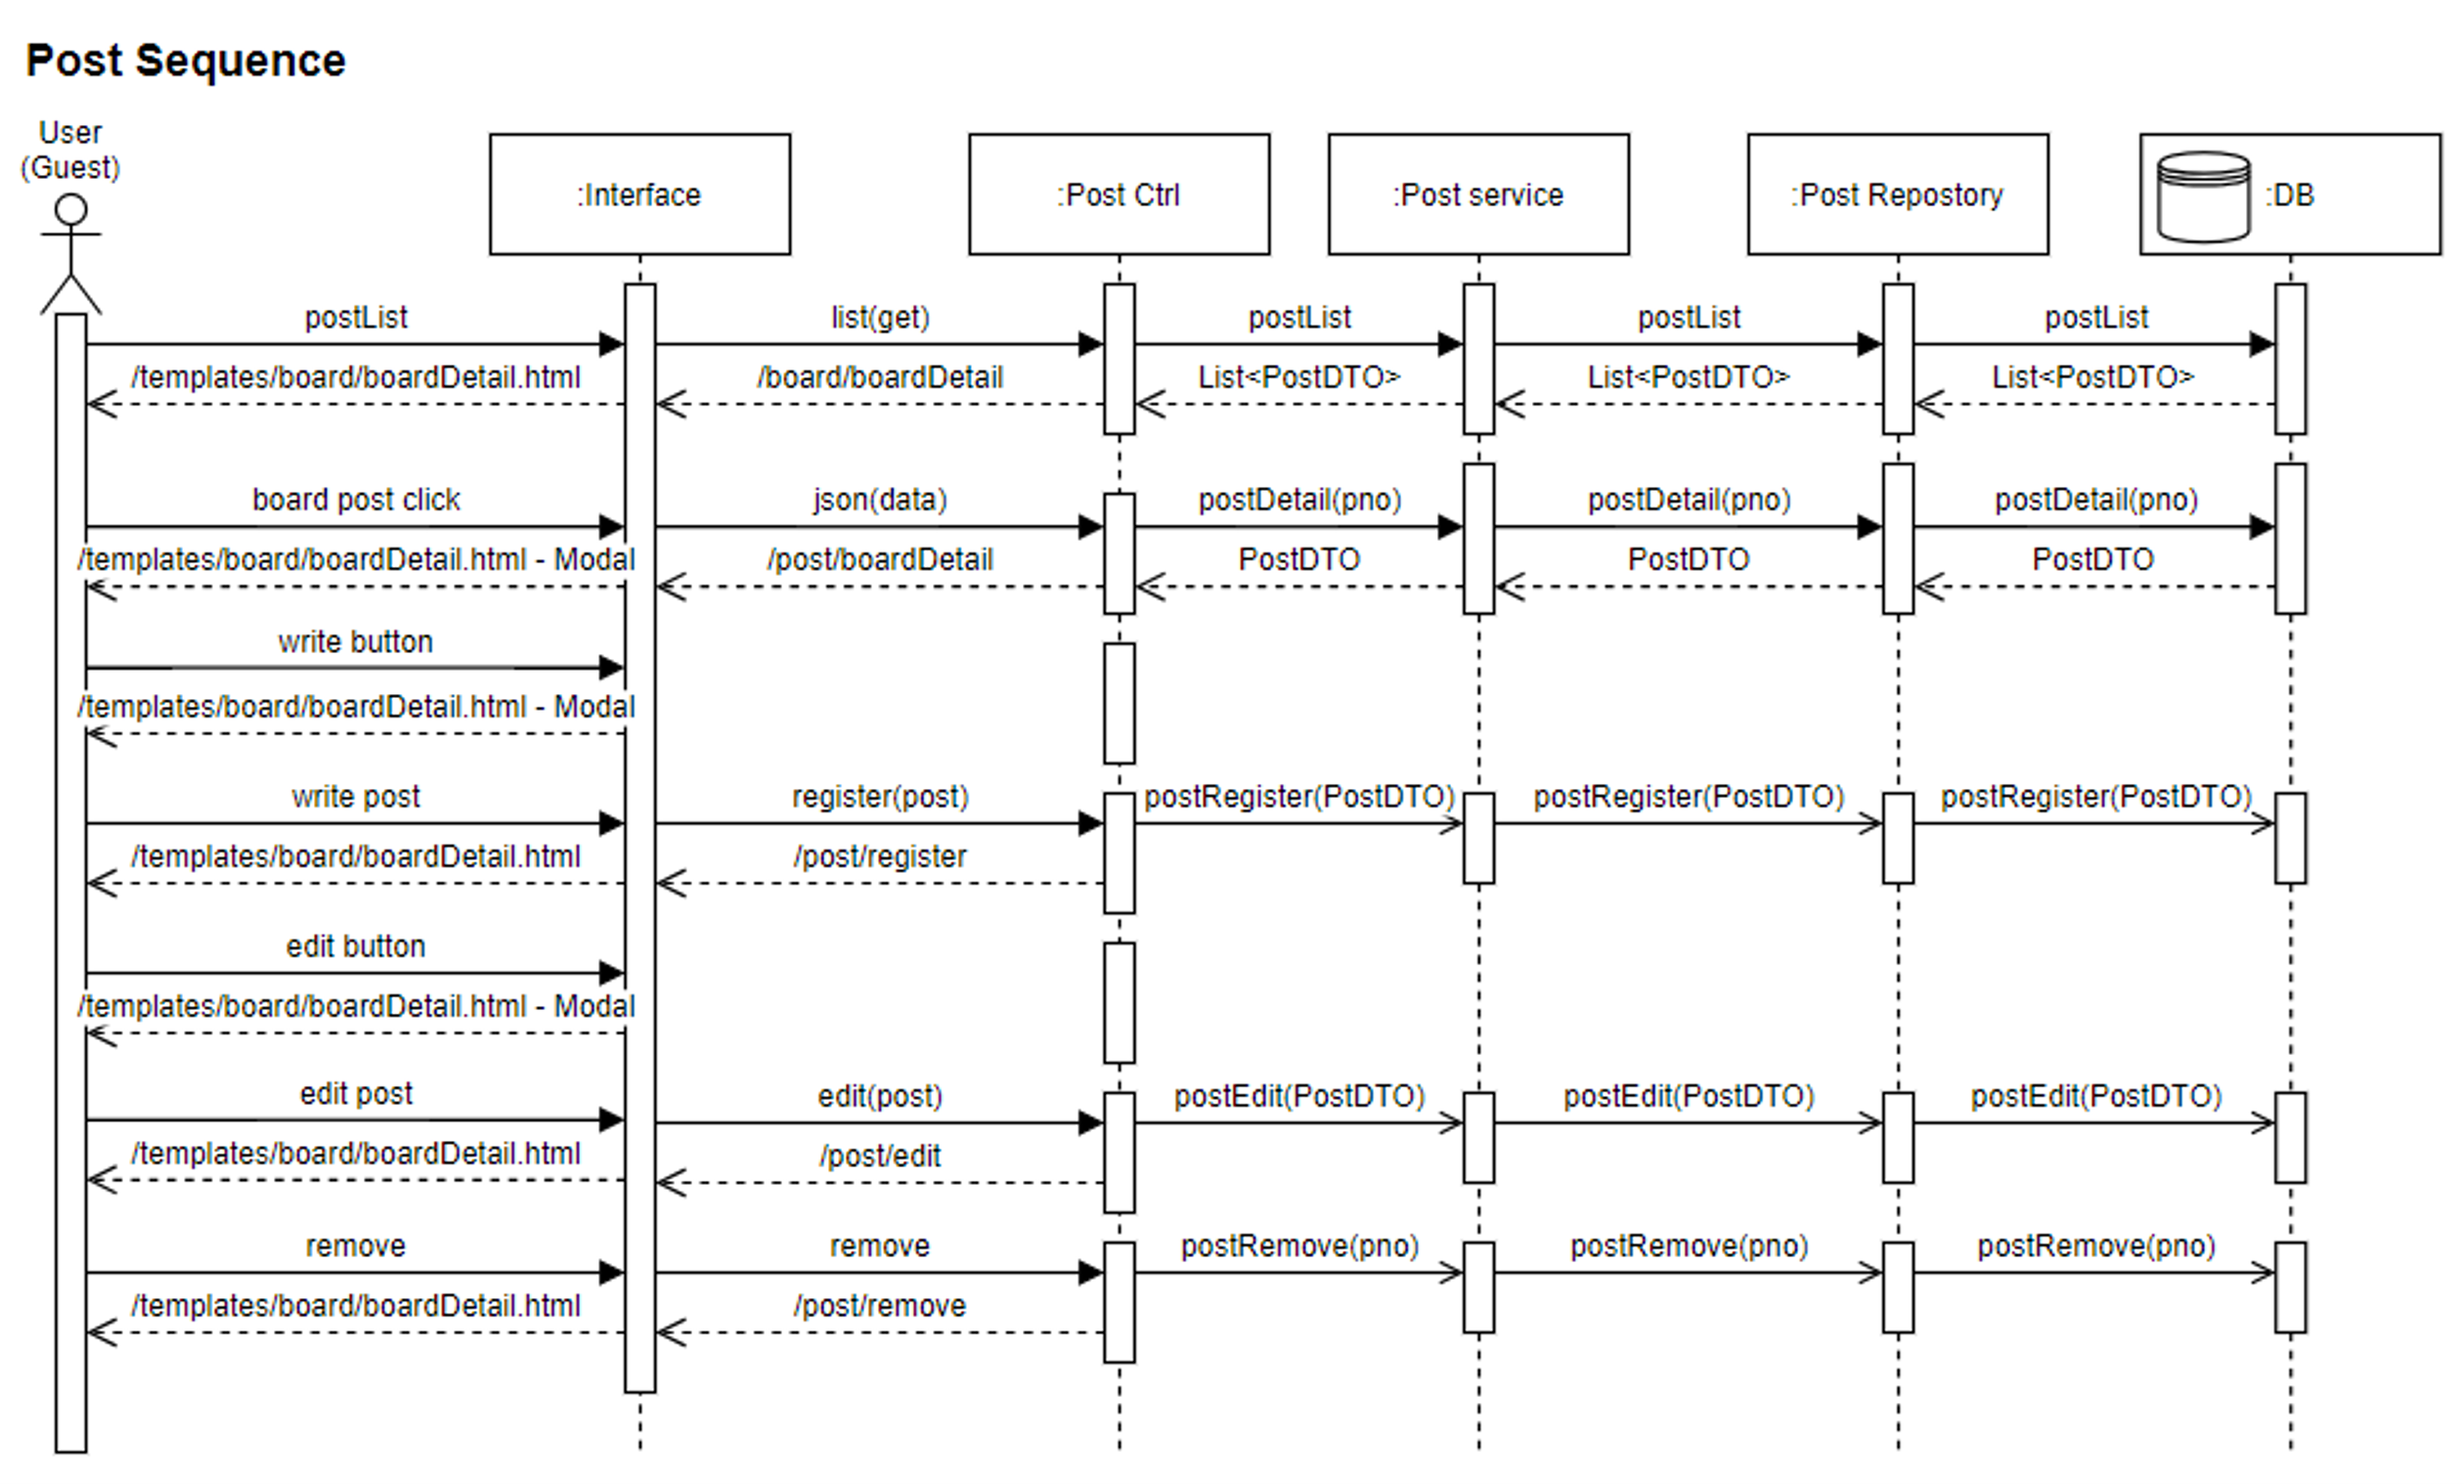 Post Sequence
User
(Guest)
:Interface
:Post Ctrl
:Post service
:Post Repostory
:DB
postList
list(get)
postList
postList
postList
/templates/board/boardDetail.html
/board/boardDetail
List<PostDTO>
List<PostDTO>
List<PostDTO>
board post click
json(data)
postDetail(pno)
postDetail(pno)
postDetail(pno)
/templates/board/boardDetail.html - Modal
/post/boardDetail
PostDTO
PostDTO
PostDTO
write button
/templates/board/boardDetail.html - Modal
write post
register(post)
postRegister(PostDTO)
postRegister(PostDTO)
postRegister(PostDTO)
/templates/board/boardDetail.html
/post/register
edit button
/templates/board/boardDetail.html - Modal
edit post
edit(post)
postEdit(PostDTO)
postEdit(PostDTO)
postEdit(PostDTO)
/templates/board/boardDetail.html
/post/edit
remove
remove
postRemove(pno)
postRemove(pno)
postRemove(pno)
/templates/board/boardDetail.html
/post/remove